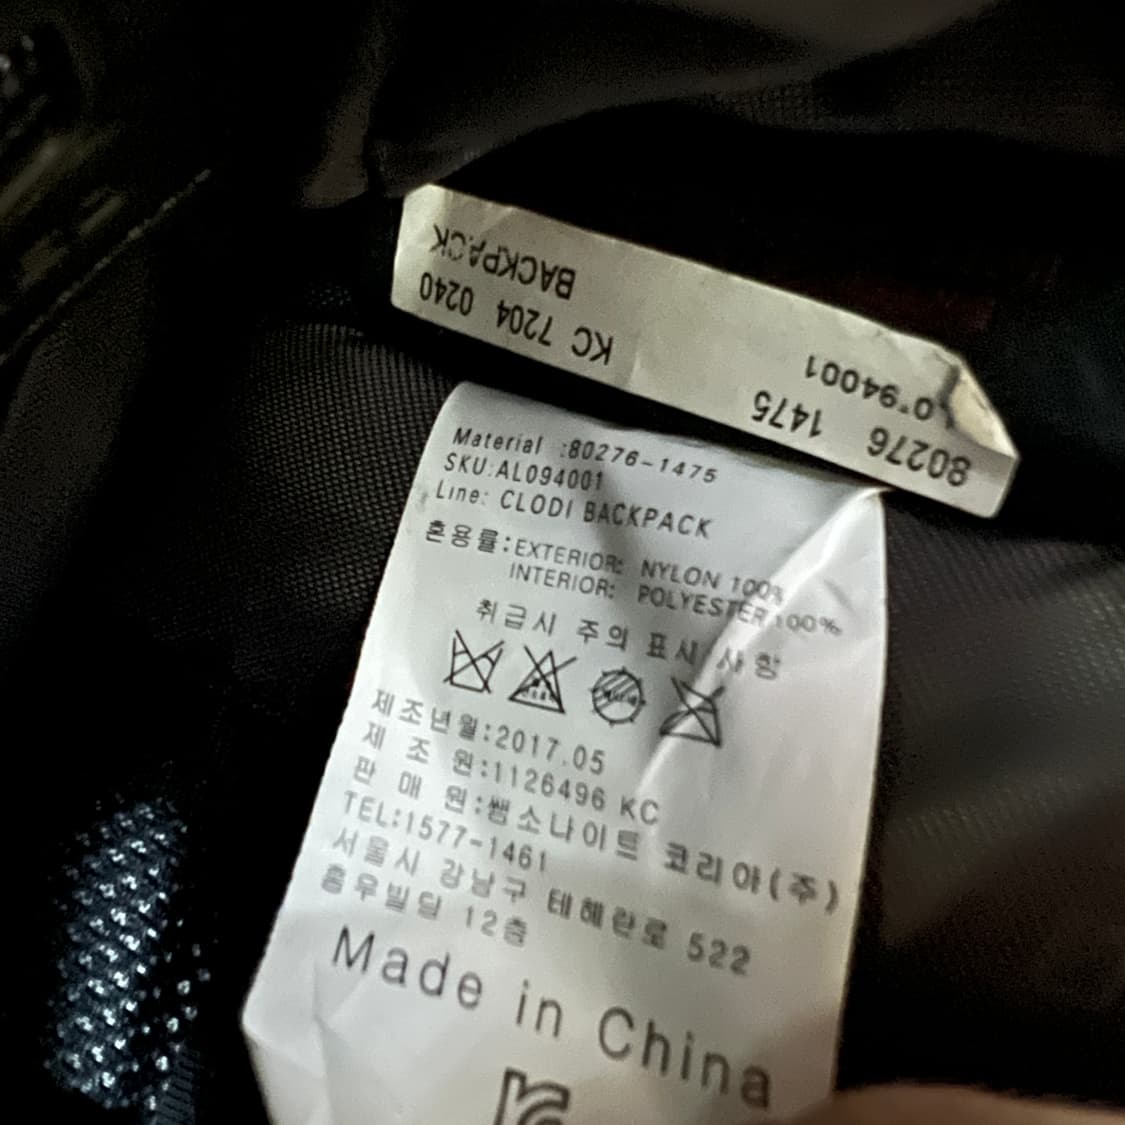 BACKPACK
KC 7204 0240
BACKPACK
80276 1475
0*94001
Material :80276-1475
SKU:AL094001
Line: CLODI BACKPACK
혼용률:EXTERIOR: NYLON 100%
INTERIOR: POLYESTER 100%
취급시 주의 표시 사항
제조년월:2017.05
제 조 원:1126496 KC
판 매 원:쌤소나이트 코리아(주)
TEL:1577-1461
서울시 강남구 테헤란로 522
홍우빌딩 12층
Made in China